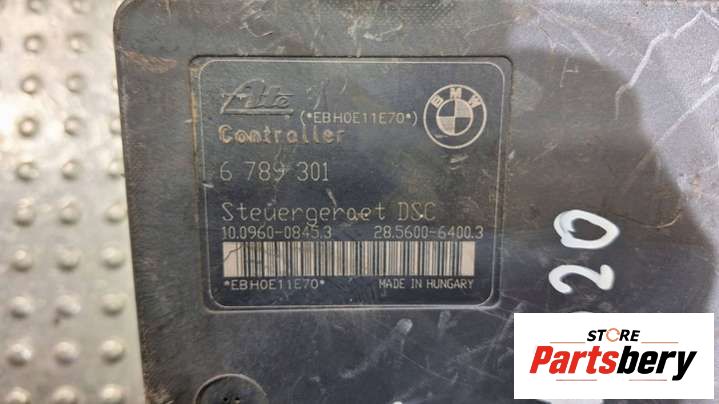 Ate
(*EBH0E11E70*)
BMW
Controller
6 789 301
Steuergeraet DSC
10.0960-0845.3 28.5600-6400.3
*EBH0E11E70*
MADE IN HUNGARY
20
STORE
Partsbery